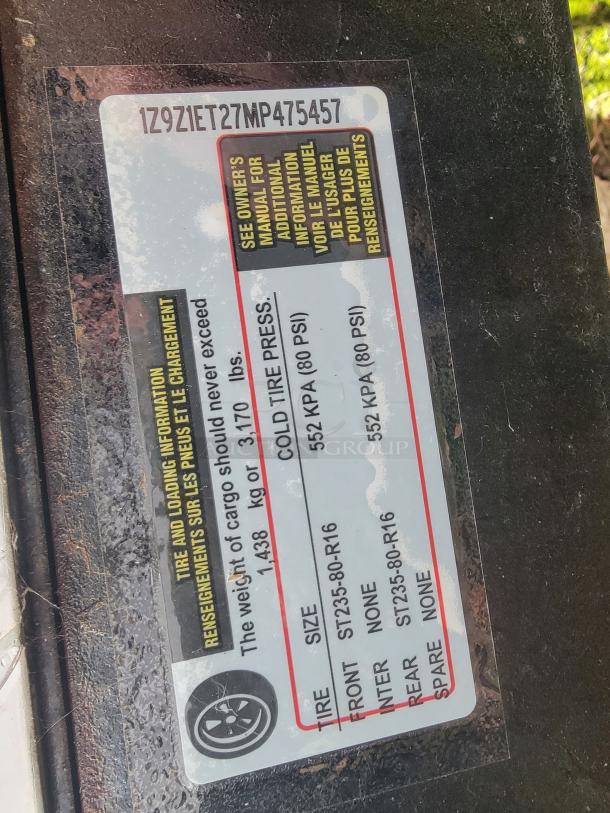 1Z9Z1ET27MP475457
TIRE AND LOADING INFORMATION
RENSEIGNEMENTS SUR LES PNEUS ET LE CHARGEMENT
The weight of cargo should never exceed
1,438 kg or 3,170 lbs.
SEE OWNER'S
MANUAL FOR
ADDITIONAL
INFORMATION
VOIR LE MANUEL
DE L'USAGER
POUR PLUS DE
RENSEIGNEMENTS
TIRE SIZE COLD TIRE PRESS.
FRONT ST235-80-R16 552 KPA (80 PSI)
INTER NONE
REAR ST235-80-R16 552 KPA (80 PSI)
SPARE NONE
AUCTION GROUP